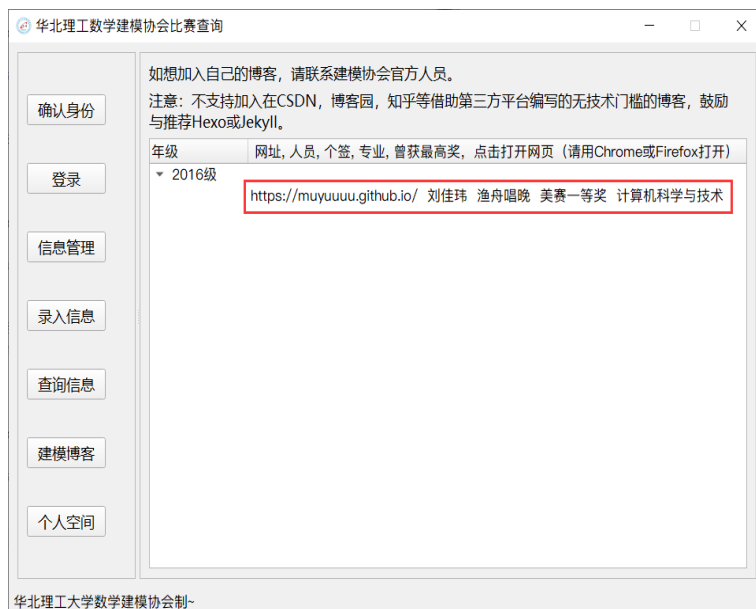 华北理工数学建模协会比赛查询
确认身份
登录
信息管理
录入信息
查询信息
建模博客
个人空间
如想加入自己的博客，请联系建模协会官方人员。
注意：不支持加入在CSDN，博客园，知乎等借助第三方平台编写的无技术门槛的博客，鼓励
与推荐Hexo或Jekyll。
年级 网址, 人员, 个签, 专业, 曾获最高奖，点击打开网页（请用Chrome或Firefox打开）
2016级
https://muyuuuu.github.io/ 刘佳玮 渔舟唱晚 美赛一等奖 计算机科学与技术
华北理工大学数学建模协会制~